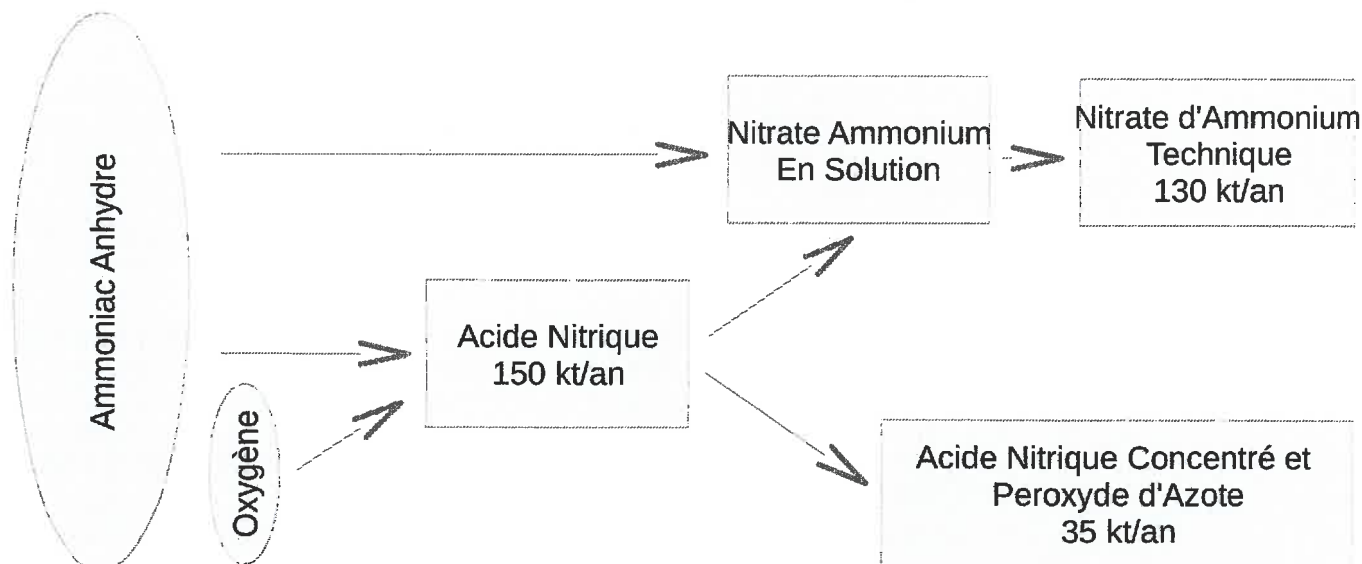 Ammoniac Anhydre
Oxygène
Acide Nitrique
150 kt/an
Nitrate Ammonium
En Solution
Nitrate d'Ammonium
Technique
130 kt/an
Acide Nitrique Concentré et
Peroxyde d'Azote
35 kt/an